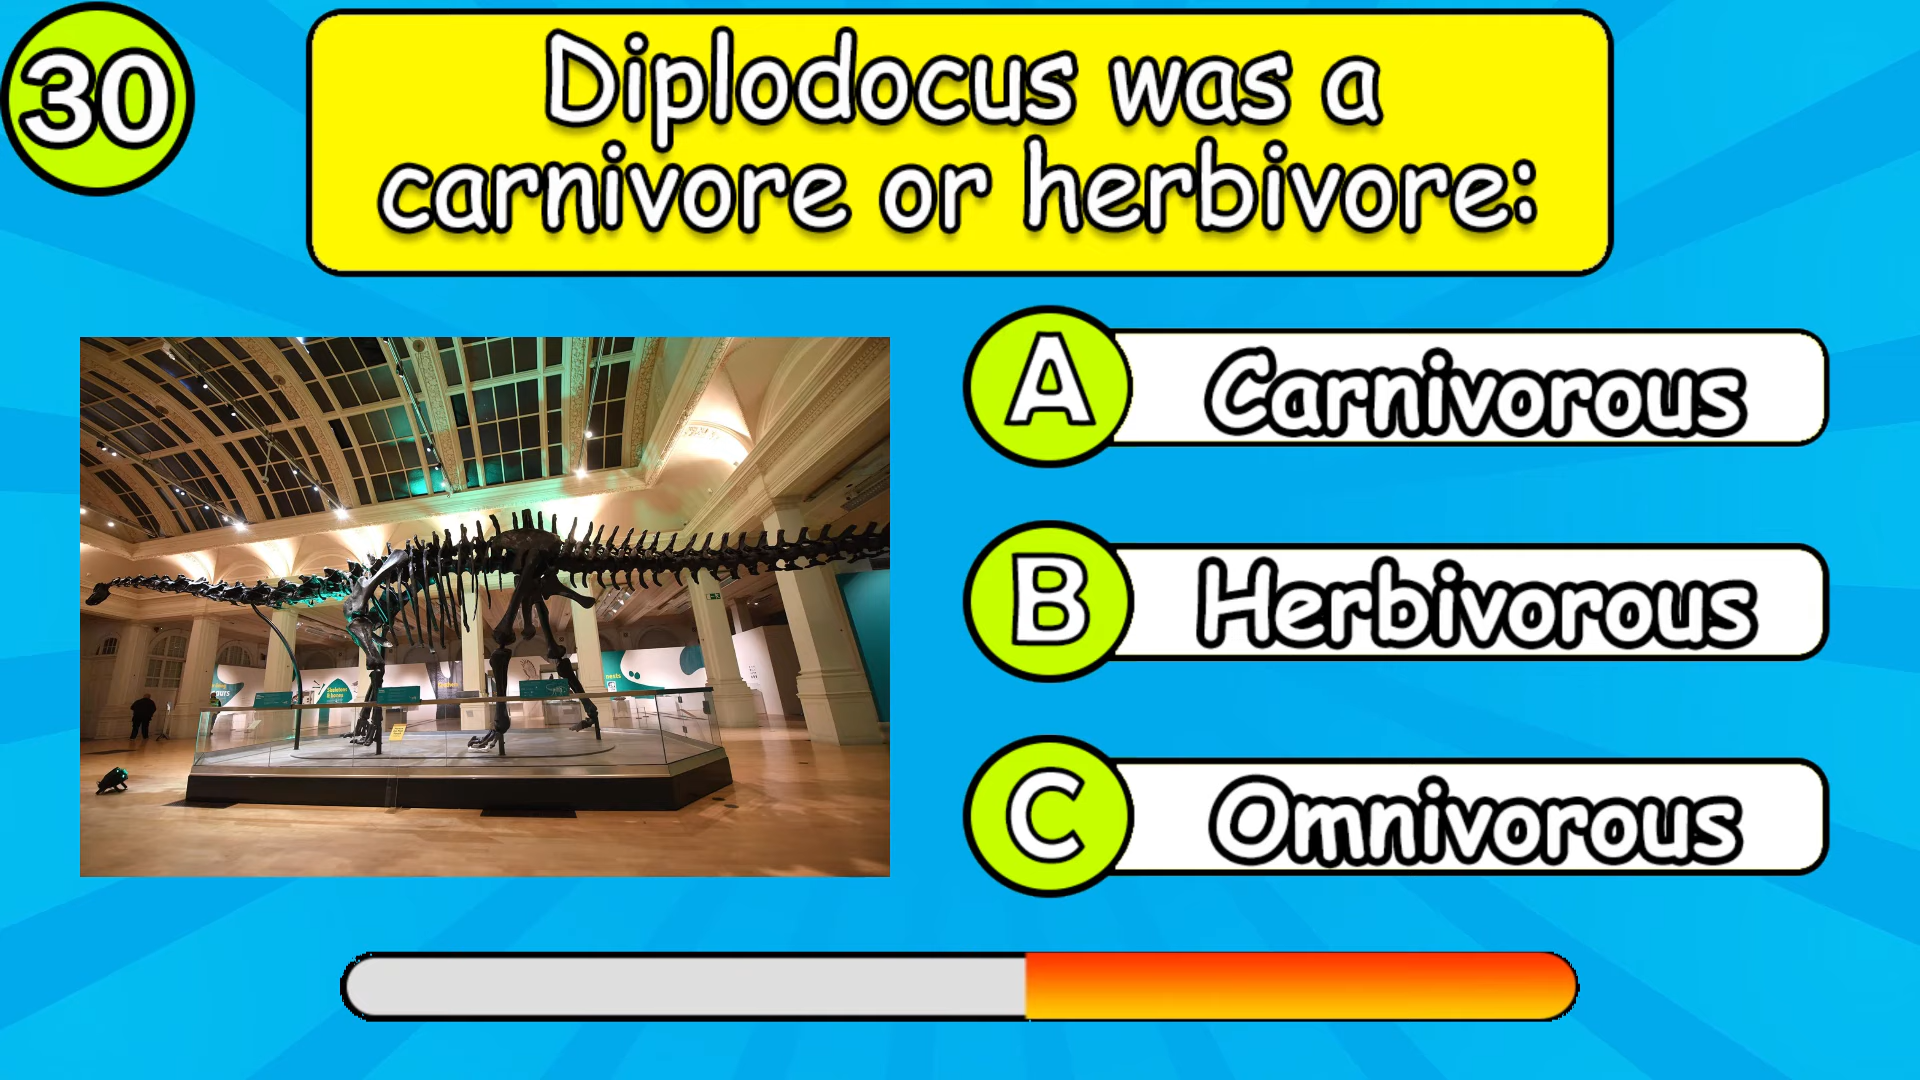 30
Diplodocus was a
carnivore or herbivore:
A
Carnivorous
B
Herbivorous
C
Omnivorous